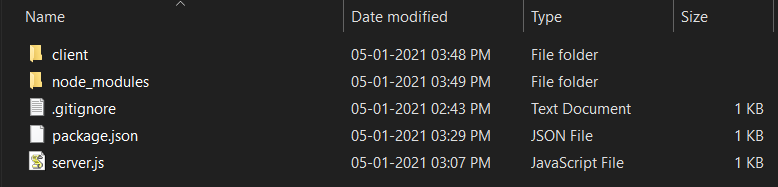 Name Date modified Type Size
client 05-01-2021 03:48 PM File folder
node_modules 05-01-2021 03:49 PM File folder
.gitignore 05-01-2021 02:43 PM Text Document 1 KB
package.json 05-01-2021 03:29 PM JSON File 1 KB
server.js 05-01-2021 03:07 PM JavaScript File 1 KB